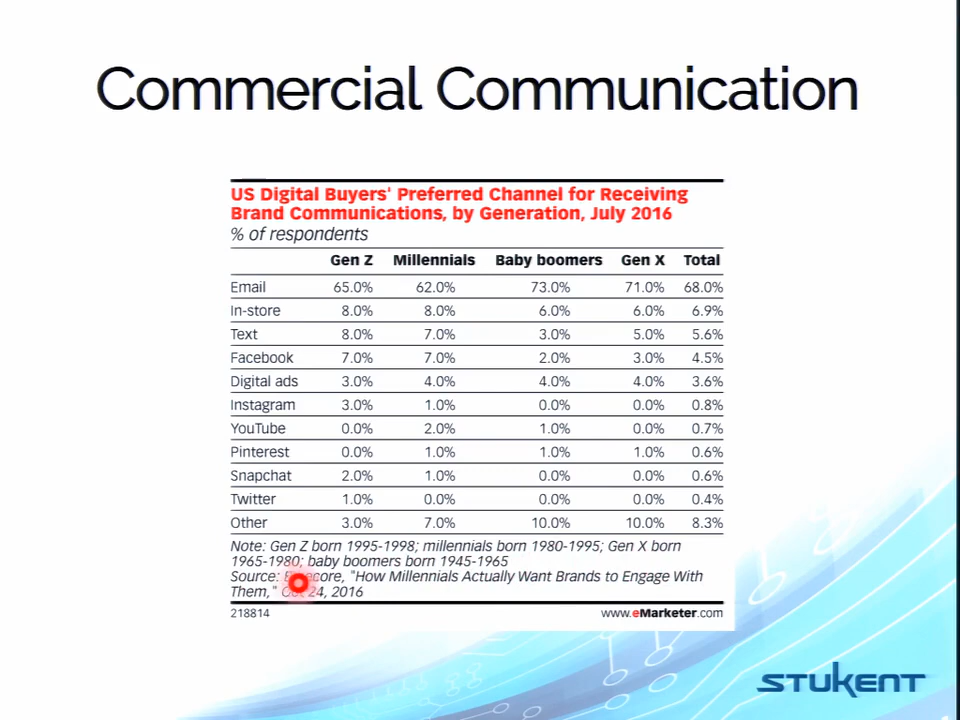 Commercial Communication
US Digital Buyers' Preferred Channel for Receiving
Brand Communications, by Generation, July 2016
% of respondents
Gen Z Millennials Baby boomers Gen X Total
Email 65.0% 62.0% 73.0% 71.0% 68.0%
In-store 8.0% 8.0% 6.0% 6.0% 6.9%
Text 8.0% 7.0% 3.0% 5.0% 5.6%
Facebook 7.0% 7.0% 2.0% 3.0% 4.5%
Digital ads 3.0% 4.0% 4.0% 4.0% 3.6%
Instagram 3.0% 1.0% 0.0% 0.0% 0.8%
YouTube 0.0% 2.0% 1.0% 0.0% 0.7%
Pinterest 0.0% 1.0% 1.0% 1.0% 0.6%
Snapchat 2.0% 1.0% 0.0% 0.0% 0.6%
Twitter 1.0% 0.0% 0.0% 0.0% 0.4%
Other 3.0% 7.0% 10.0% 10.0% 8.3%
Note: Gen Z born 1995-1998; millennials born 1980-1995; Gen X born
1965-1980; baby boomers born 1945-1965
Source: "How Millennials Actually Want Brands to Engage With
Them," 24, 2016
218814 www.eMarketer.com
STUKENT